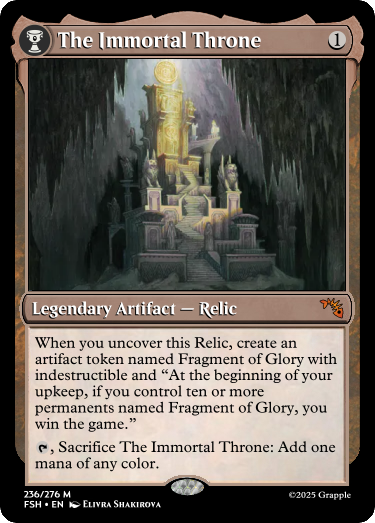 The Immortal Throne 1
Legendary Artifact — Relic
When you uncover this Relic, create an
artifact token named Fragment of Glory with
indestructible and “At the beginning of your
upkeep, if you control ten or more
permanents named Fragment of Glory, you
win the game.”
, Sacrifice The Immortal Throne: Add one
mana of any color.
236/276 M
FSH • EN Elivra Shakirova
©2025 Grapple